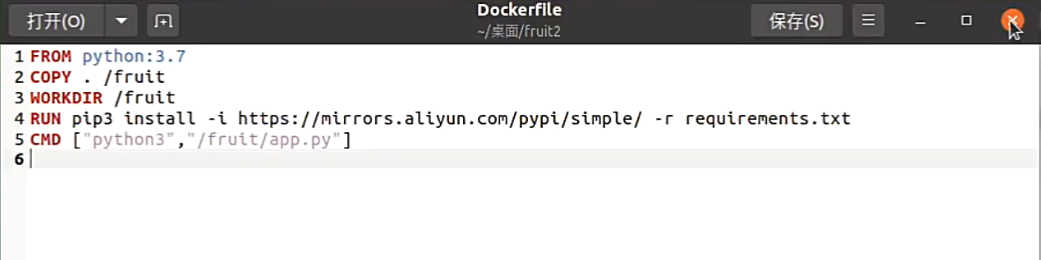 打开(O)
Dockerfile
~/桌面/fruit2
保存(S)
1 FROM python:3.7
2 COPY . /fruit
3 WORKDIR /fruit
4 RUN pip3 install -i https://mirrors.aliyun.com/pypi/simple/ -r requirements.txt
5 CMD ["python3","/fruit/app.py"]
6